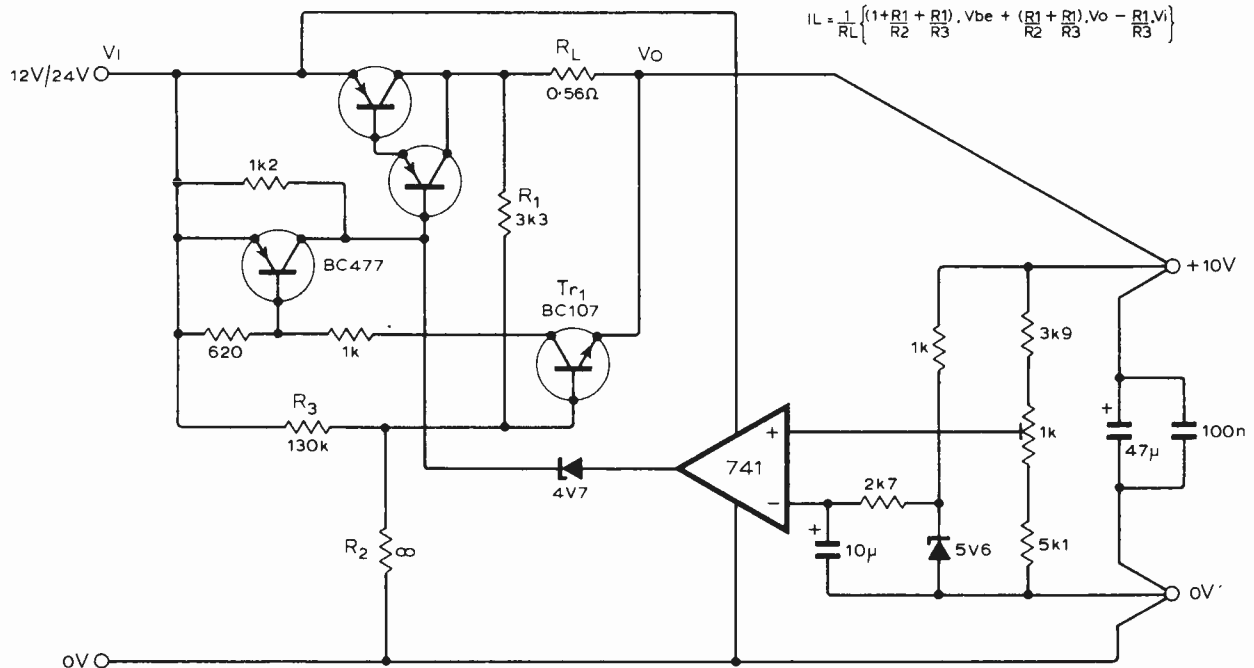 IL = 1/RL {(1+R1/R2 + R1/R3).Vbe + (R1/R2 + R1/R3).Vo − R1/R3.Vi}
VI
12V/24V
RL
0·56Ω
VO
1k2
R1
3k3
BC477
Tr1
BC107
+10V
620
1k
1k
3k9
R3
130k
+
1k
+
47µ
100n
741
4V7
2k7
−
R2
∞
+
10µ
5V6
5k1
0V
0V